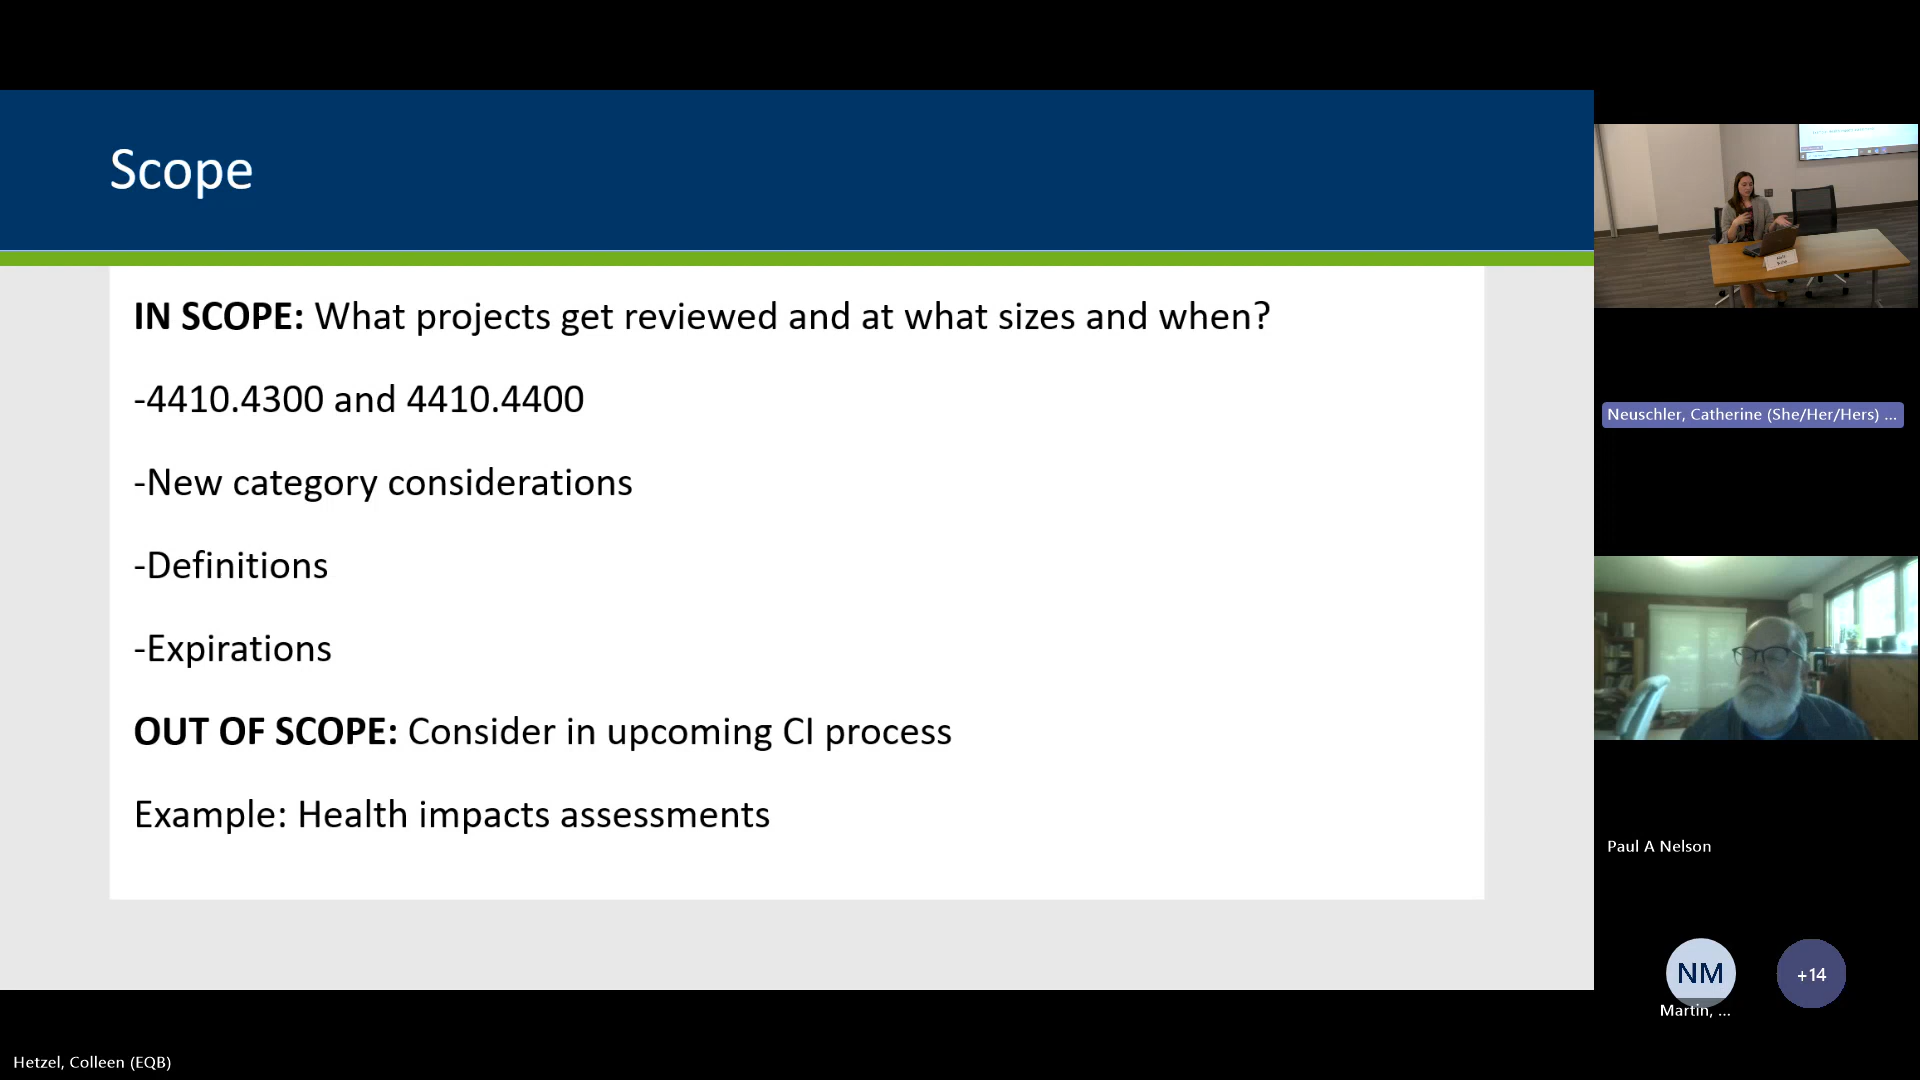 Scope
IN SCOPE: What projects get reviewed and at what sizes and when?
-4410.4300 and 4410.4400
-New category considerations
-Definitions
-Expirations
OUT OF SCOPE: Consider in upcoming CI process
Example: Health impacts assessments
Neuschler, Catherine (She/Her/Hers) ...
Paul A Nelson
NM
+14
Martin, ...
Hetzel, Colleen (EQB)